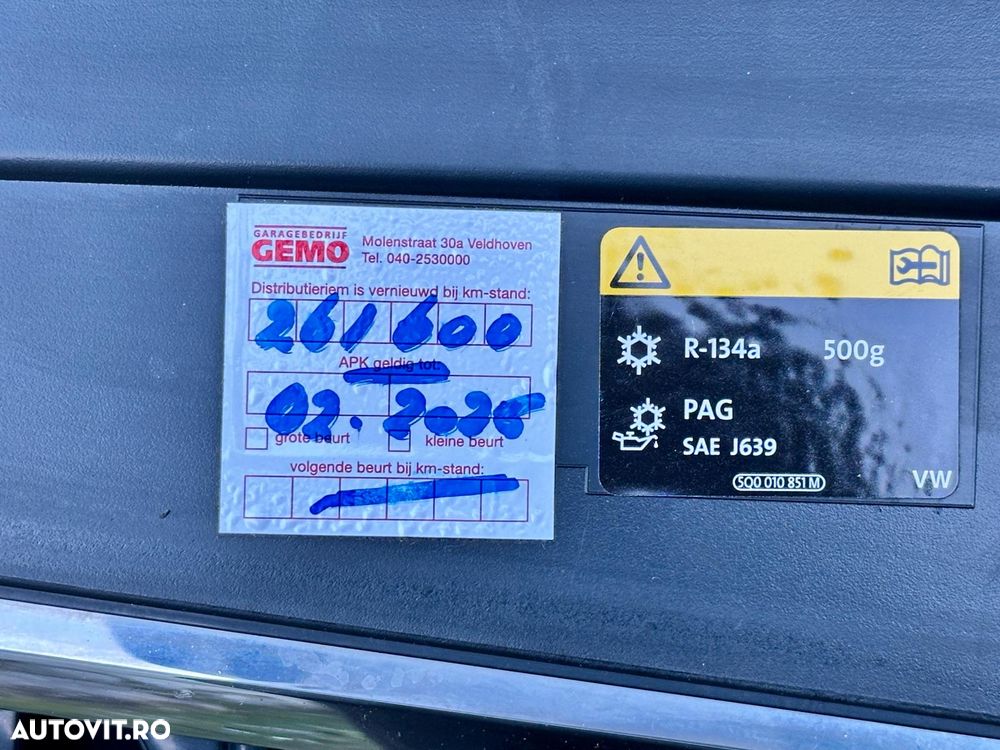 GARAGEBEDRIJF
GEMO
Molenstraat 30a Veldhoven
Tel. 040-2530000
Distributieriem is vernieuwd bij km-stand:
261600
APK geldig tot:
grote beurt
kleine beurt
volgende beurt bij km-stand:
R-134a 500g
PAG
SAE J639
5Q0 010 851 M
VW
AUTOVIT.RO